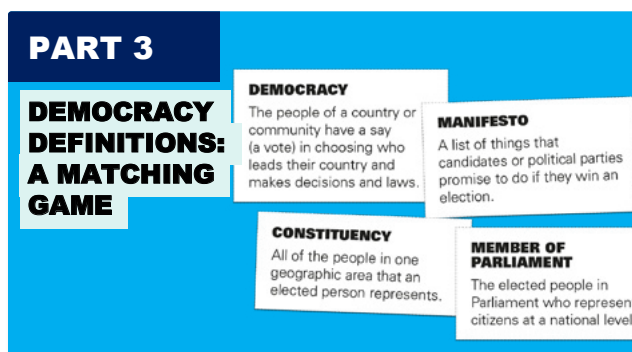 PART 3
DEMOCRACY
DEFINITIONS:
A MATCHING
GAME
DEMOCRACY
The people of a country or
community have a say
(a vote) in choosing who
leads their country and
makes decisions and laws.
MANIFESTO
A list of things that
candidates or political parties
promise to do if they win an
election.
CONSTITUENCY
All of the people in one
geographic area that an
elected person represents.
MEMBER OF
PARLIAMENT
The elected people in
Parliament who represen
citizens at a national level